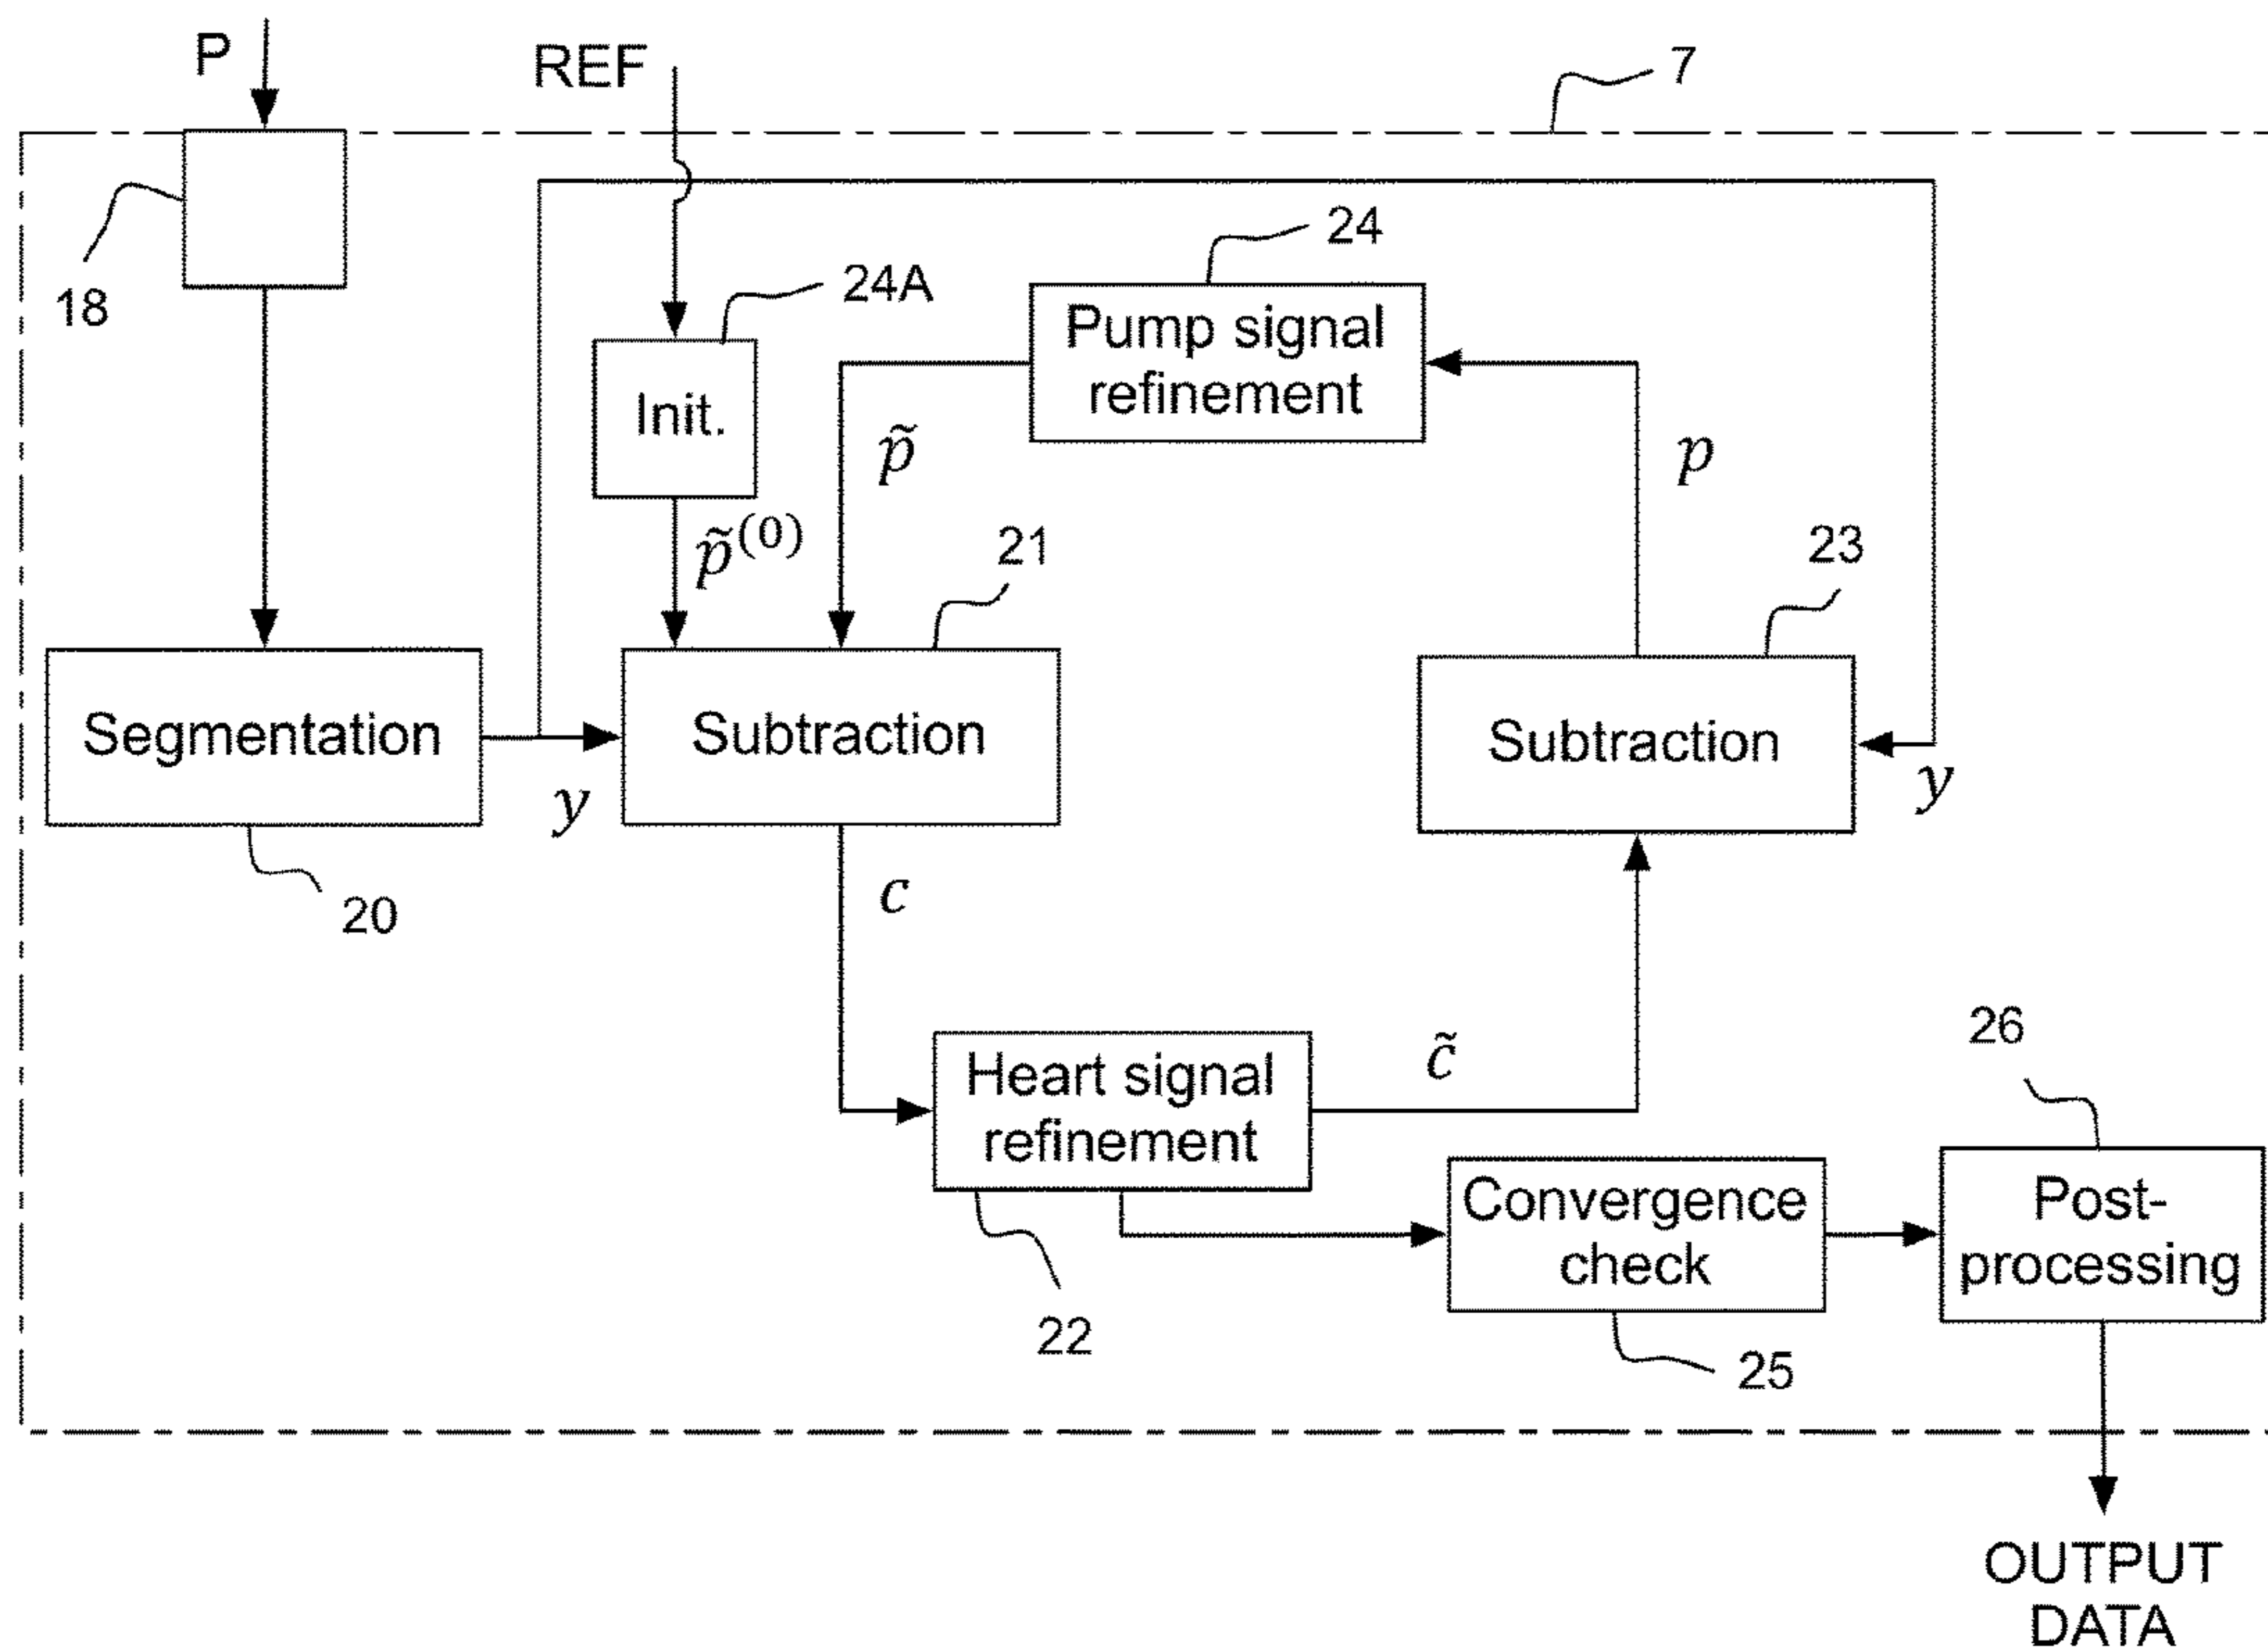 P
REF
7
18
24A
24
Init.
Pump signal
refinement
p̃
p
p̃⁽⁰⁾
21
23
Segmentation
Subtraction
Subtraction
y
y
20
c
Heart signal
refinement
c̃
26
22
Convergence
check
Post-
processing
25
OUTPUT
DATA